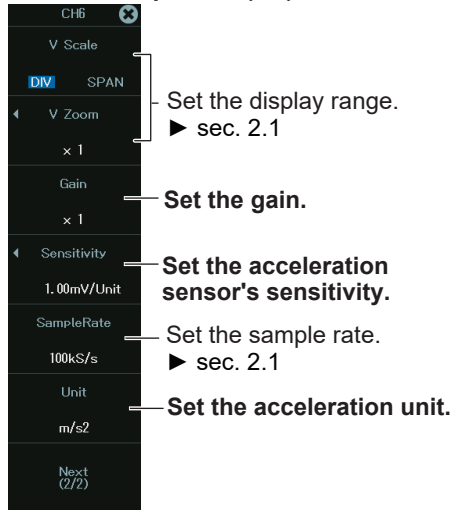 CH6
V Scale
DIV SPAN
V Zoom
× 1
Set the display range.
► sec. 2.1
Gain
× 1
Set the gain.
Sensitivity
1.00mV/Unit
Set the acceleration
sensor's sensitivity.
SampleRate
100kS/s
Set the sample rate.
► sec. 2.1
Unit
m/s2
Set the acceleration unit.
Next
(2/2)